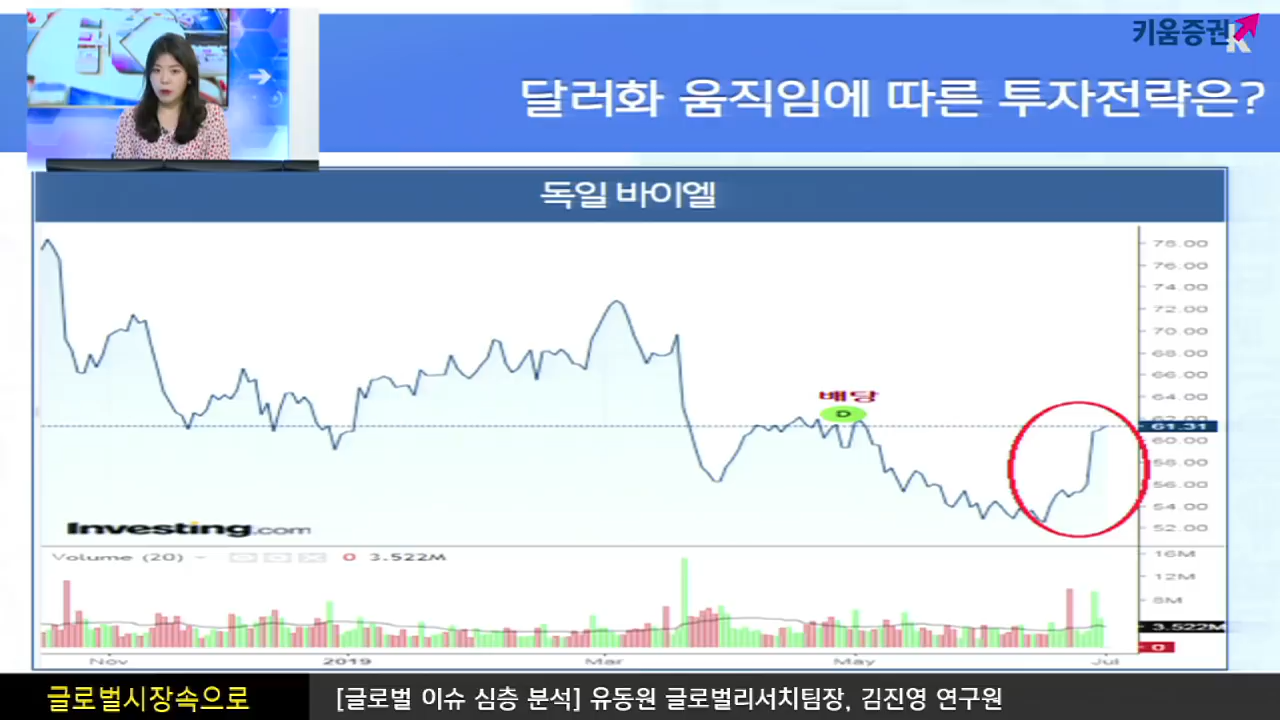 키움증권
K
달러화 움직임에 따른 투자전략은?
독일 바이엘
78.00
76.00
74.00
72.00
70.00
68.00
66.00
64.00
62.00
61.31
60.00
58.00
56.00
54.00
52.00
배당
D
Investing.com
Volume (20)
0 3.522M
16M
12M
8M
3.522M
0
Nov
2019
Mar
May
Jul
글로벌시장속으로
[글로벌 이슈 심층 분석] 유동원 글로벌리서치팀장, 김진영 연구원